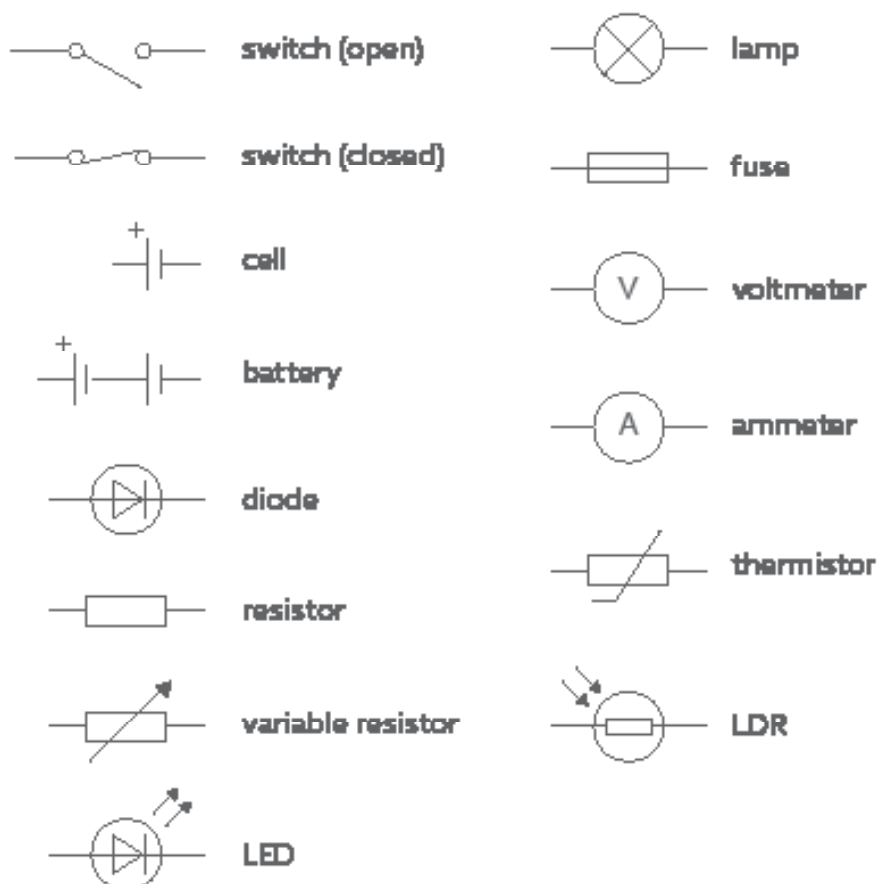 switch (open)
switch (closed)
+
cell
+
battery
diode
resistor
variable resistor
LED
lamp
fuse
V
voltmeter
A
ammeter
thermistor
LDR